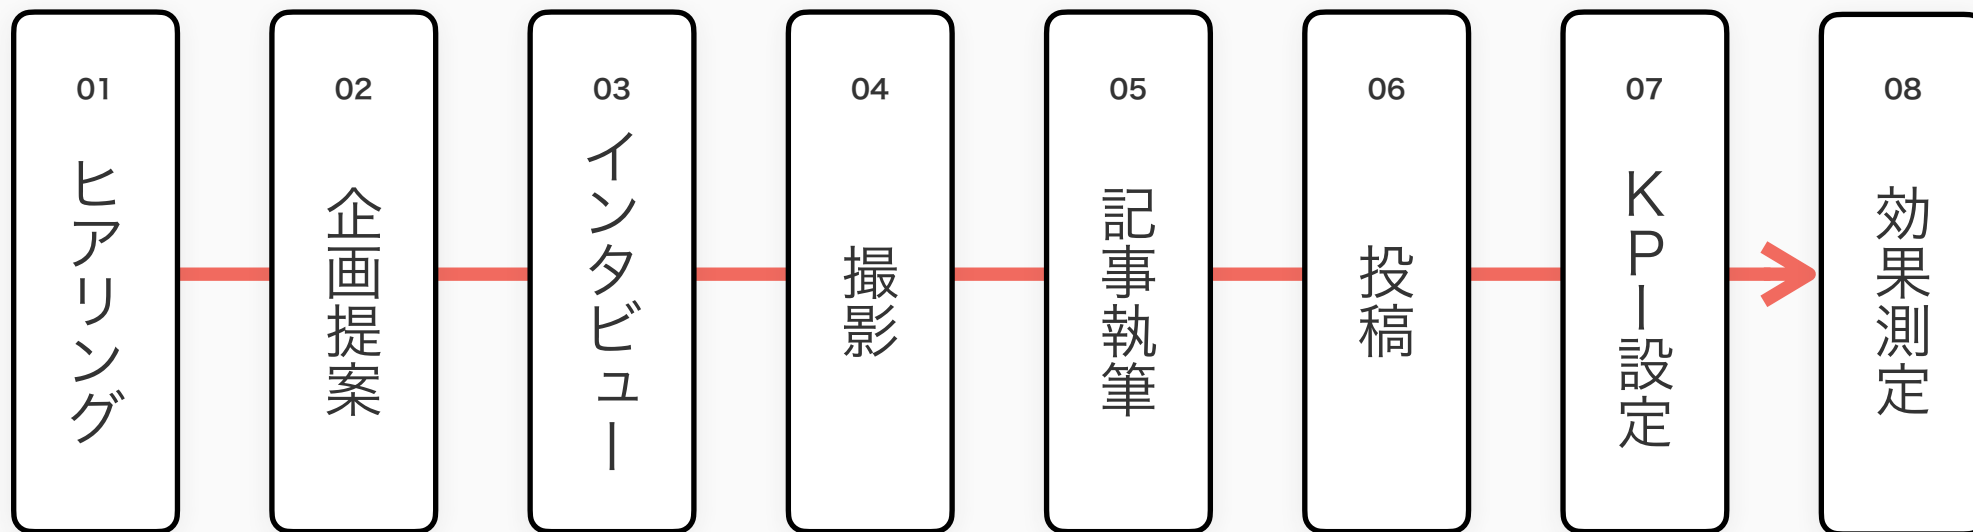 01
ヒアリング
02
企画提案
03
インタビュー
04
撮影
05
記事執筆
06
投稿
07
KPI設定
08
効果測定